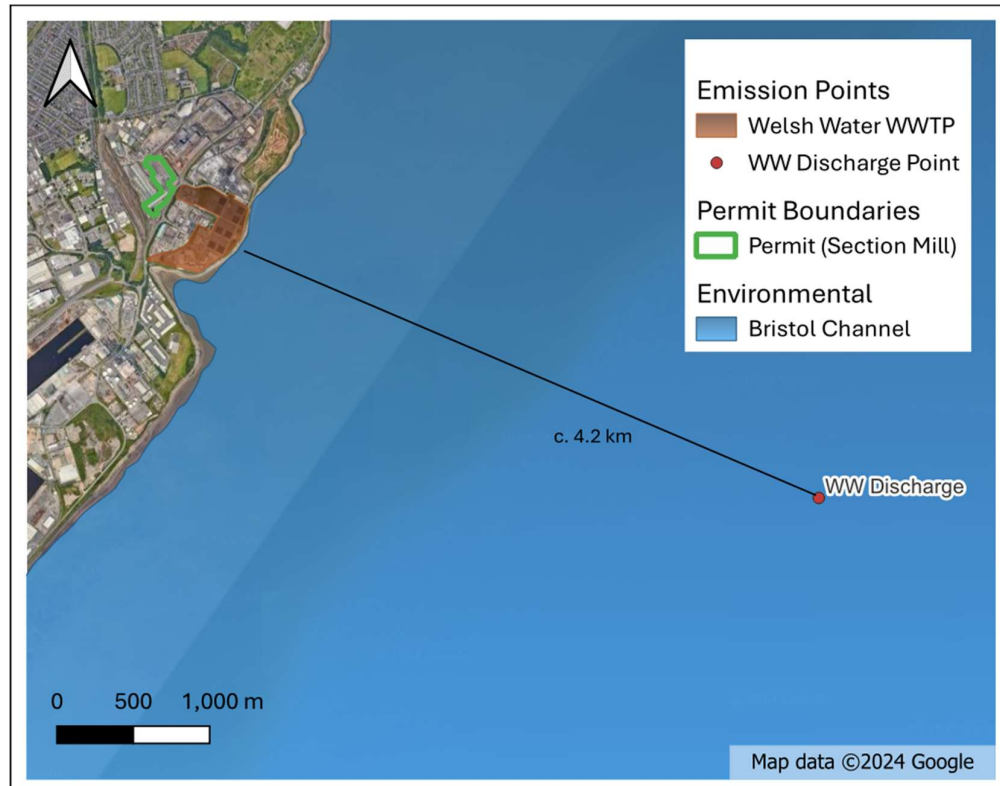 Emission Points
Welsh Water WWTP
WW Discharge Point
Permit Boundaries
Permit (Section Mill)
Environmental
Bristol Channel
c. 4.2 km
WW Discharge
0 500 1,000 m
Map data ©2024 Google